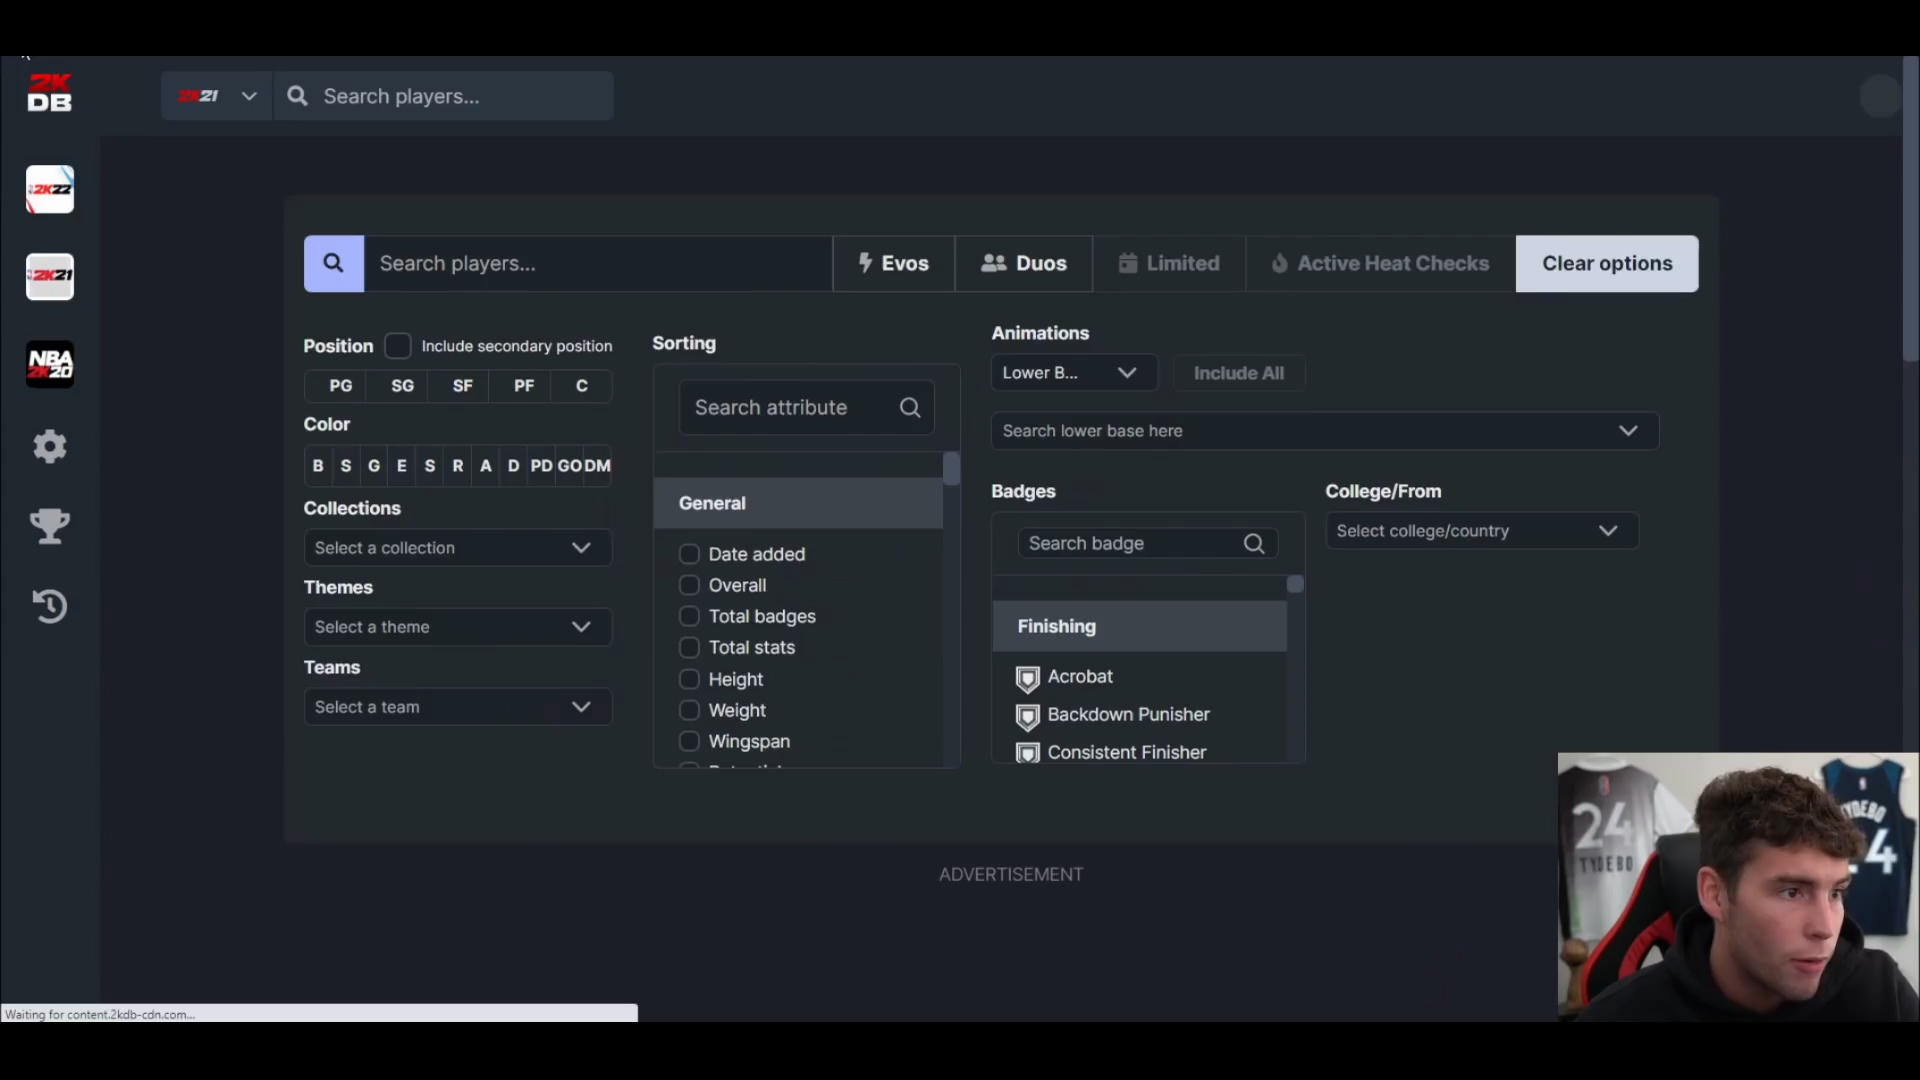 2K
DB
2K21
Search players...
2K22
2K21
NBA
2K20
Search players...
Evos
Duos
Limited
Active Heat Checks
Clear options
Position
Include secondary position
PG SG SF PF C
Color
B S G E S R A D PD GO DM
Collections
Select a collection
Themes
Select a theme
Teams
Select a team
Sorting
Search attribute
General
Date added
Overall
Total badges
Total stats
Height
Weight
Wingspan
Animations
Lower B...
Include All
Search lower base here
Badges
Search badge
Finishing
Acrobat
Backdown Punisher
Consistent Finisher
College/From
Select college/country
ADVERTISEMENT
24
TYDEBO
TYDEBO
4
Waiting for content.2kdb-cdn.com...